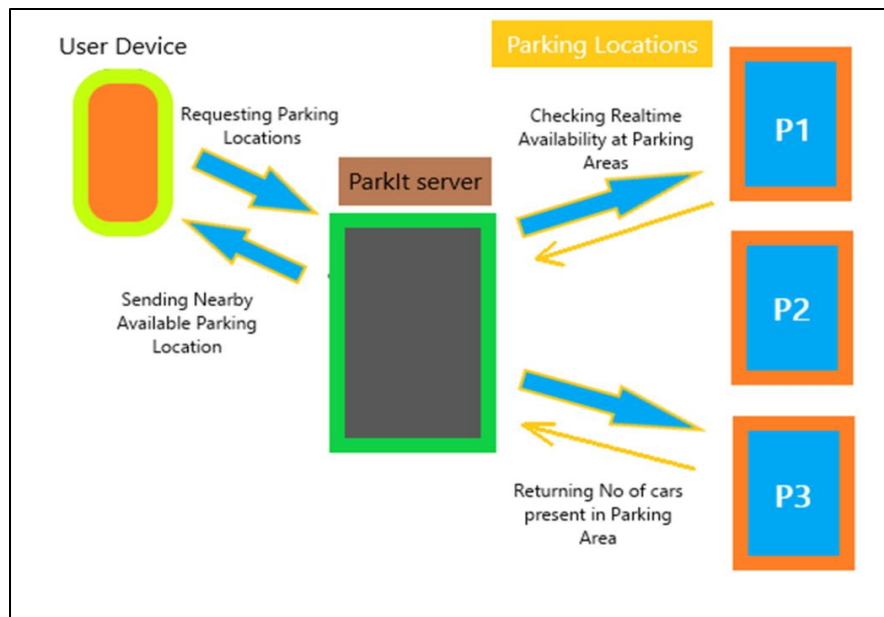 User Device
Parking Locations
Requesting Parking
Locations
Checking Realtime
Availability at Parking
Areas
P1
ParkIt server
P2
Sending Nearby
Available Parking
Location
Returning No of cars
present in Parking
Area
P3